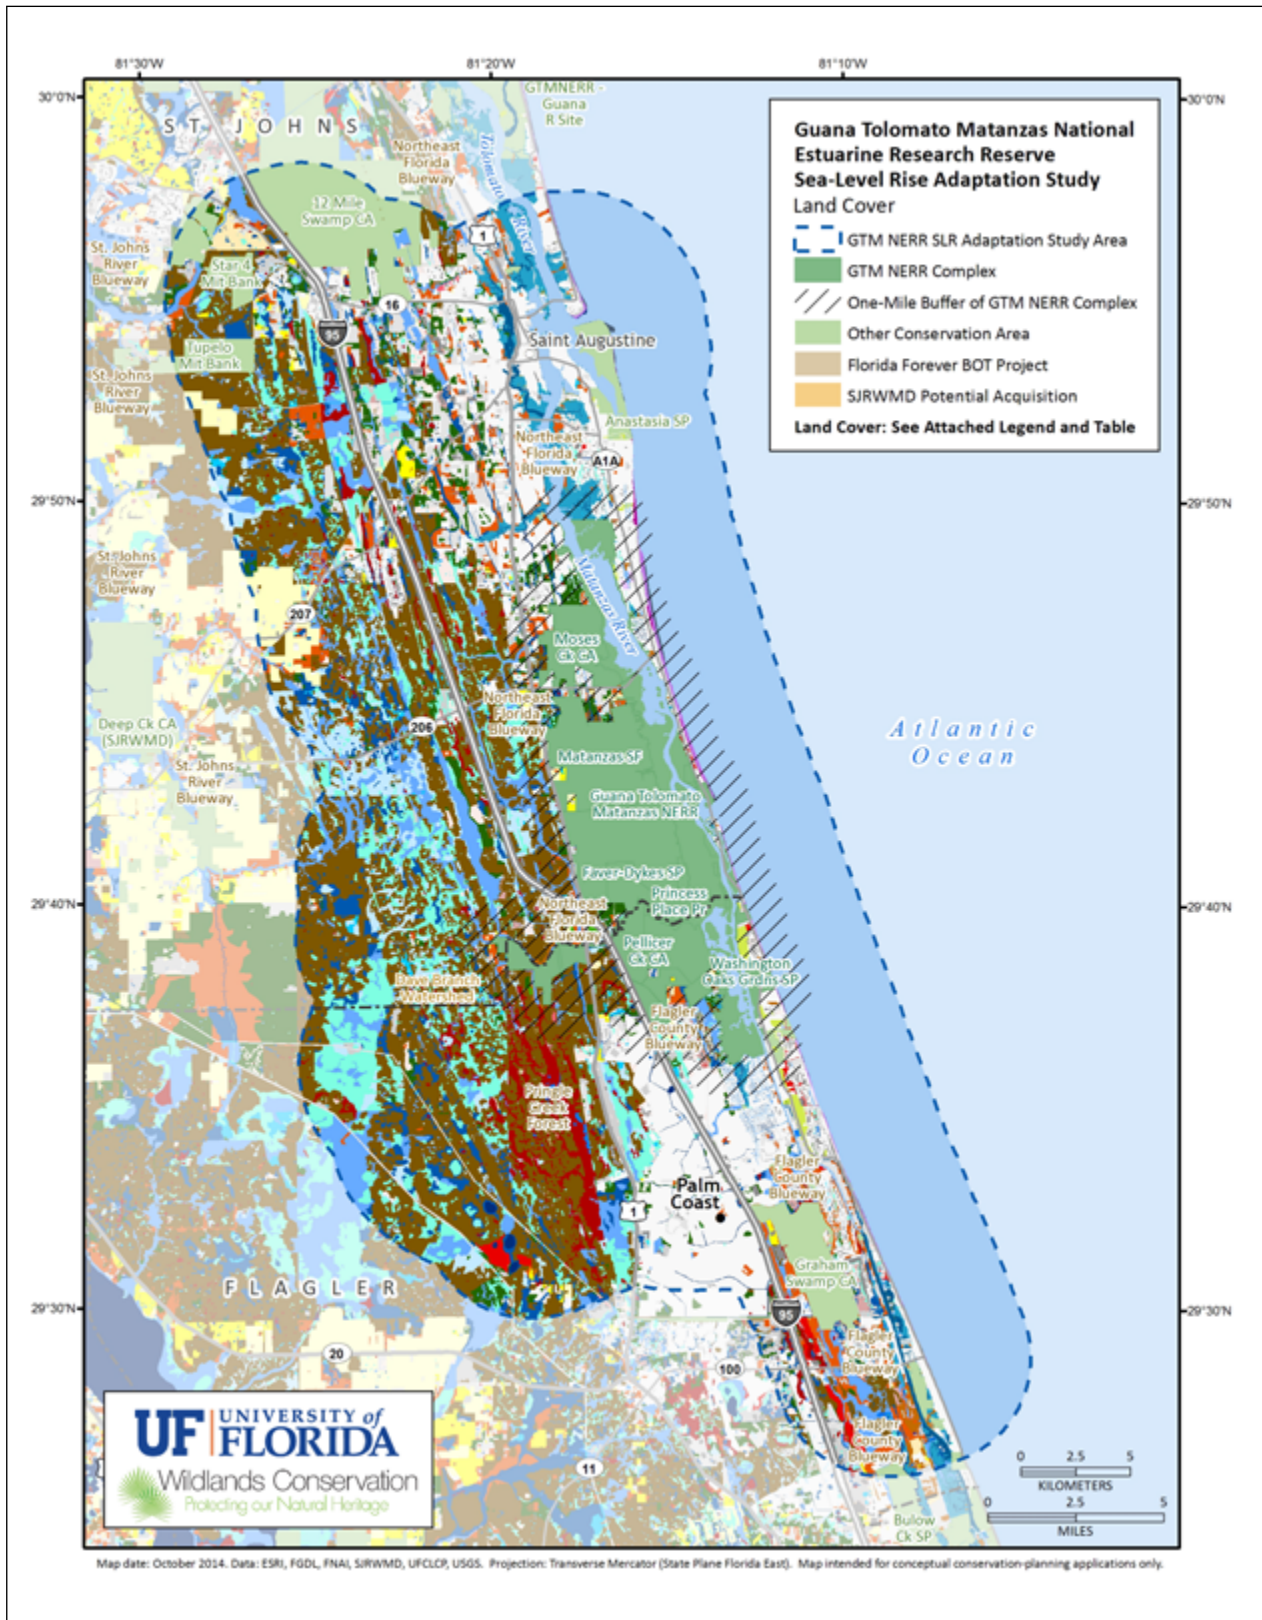 81°30'W
81°20'W
81°10'W
30°0'N
30°0'N
ST JOHNS
GTMNERR -
Guana
R Site
Northeast
Florida
Blueway
Tolomato
River
12 Mile
Swamp CA
1
St. Johns
River
Blueway
Star 4
Mit Bank
16
95
Saint Augustine
Tupelo
Mit Bank
St. Johns
River
Blueway
Anastasia SP
Northeast
Florida
Blueway
A1A
Guana Tolomato Matanzas National
Estuarine Research Reserve
Sea-Level Rise Adaptation Study
Land Cover
GTM NERR SLR Adaptation Study Area
GTM NERR Complex
One-Mile Buffer of GTM NERR Complex
Other Conservation Area
Florida Forever BOT Project
SJRWMD Potential Acquisition
Land Cover: See Attached Legend and Table
29°50'N
29°50'N
St. Johns
River
Blueway
Matanzas River
207
Moses
Ck CA
Northeast
Florida
Blueway
Deep Ck CA
(SJRWMD)
206
St. Johns
River
Blueway
Matanzas SF
Atlantic
Ocean
Guana Tolomato
Matanzas NERR
Faver-Dykes SP
Princess
Place Pr
29°40'N
29°40'N
Northeast
Florida
Blueway
Pellicer
Ck CA
Washington
Oaks Grdns SP
Dave Branch
Watershed
Flagler
County
Blueway
Pringle
Creek
Forest
Flagler
County
Blueway
Palm
Coast
1
Graham
Swamp CA
FLAGLER
29°30'N
29°30'N
95
20
100
Flagler
County
Blueway
Flagler
County
Blueway
11
UF UNIVERSITY of
FLORIDA
Wildlands Conservation
Protecting our Natural Heritage
0 2.5 5
KILOMETERS
0 2.5 5
MILES
Bulow
Ck SP
Map date: October 2014. Data: ESRI, FGDL, FNAI, SJRWMD, UFCLCP, USGS. Projection: Transverse Mercator (State Plane Florida East). Map intended for conceptual conservation-planning applications only.